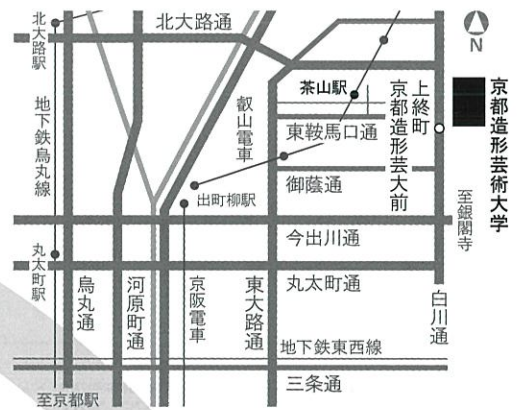 北大路通
北大路駅
N
京都造形芸術大学
上終町
京都造形芸大前
茶山駅
叡山電車
東鞍馬口通
地下鉄烏丸線
御蔭通
出町柳駅
至銀閣寺
今出川通
丸太町駅
烏丸通
河原町通
京阪電車
東大路通
丸太町通
白川通
地下鉄東西線
三条通
至京都駅